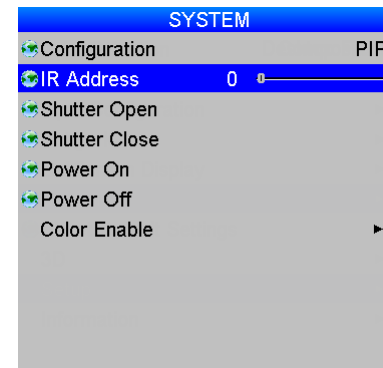 SYSTEM
Configuration PIP
IR Address 0
Shutter Open
Shutter Close
Power On
Power Off
Color Enable